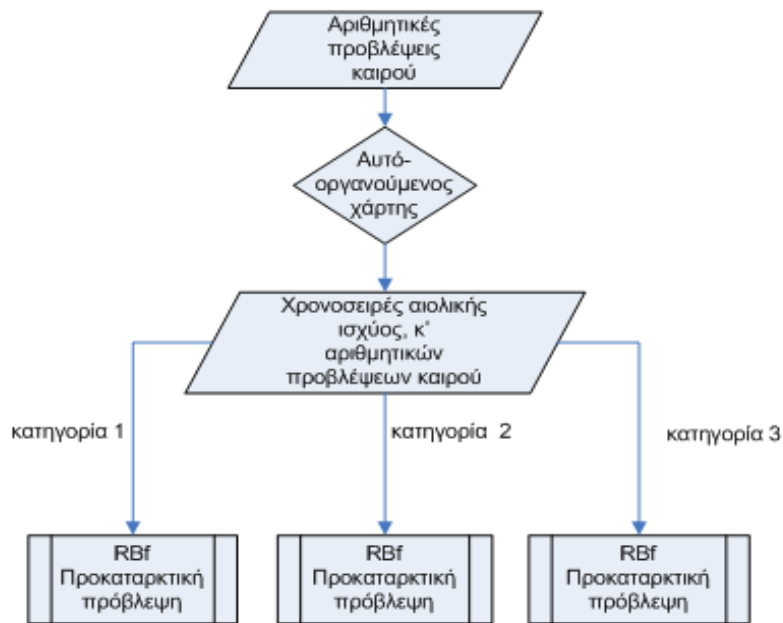 Αριθμητικές
προβλέψεις
καιρού
Αυτό-
οργανούμενος
χάρτης
Χρονοσειρές αιολικής
ισχύος, κ'
αριθμητικών
προβλέψεων καιρού
κατηγορία 1
κατηγορία 2
κατηγορία 3
RBf
Προκαταρκτική
πρόβλεψη
RBf
Προκαταρκτική
πρόβλεψη
RBf
Προκαταρκτική
πρόβλεψη